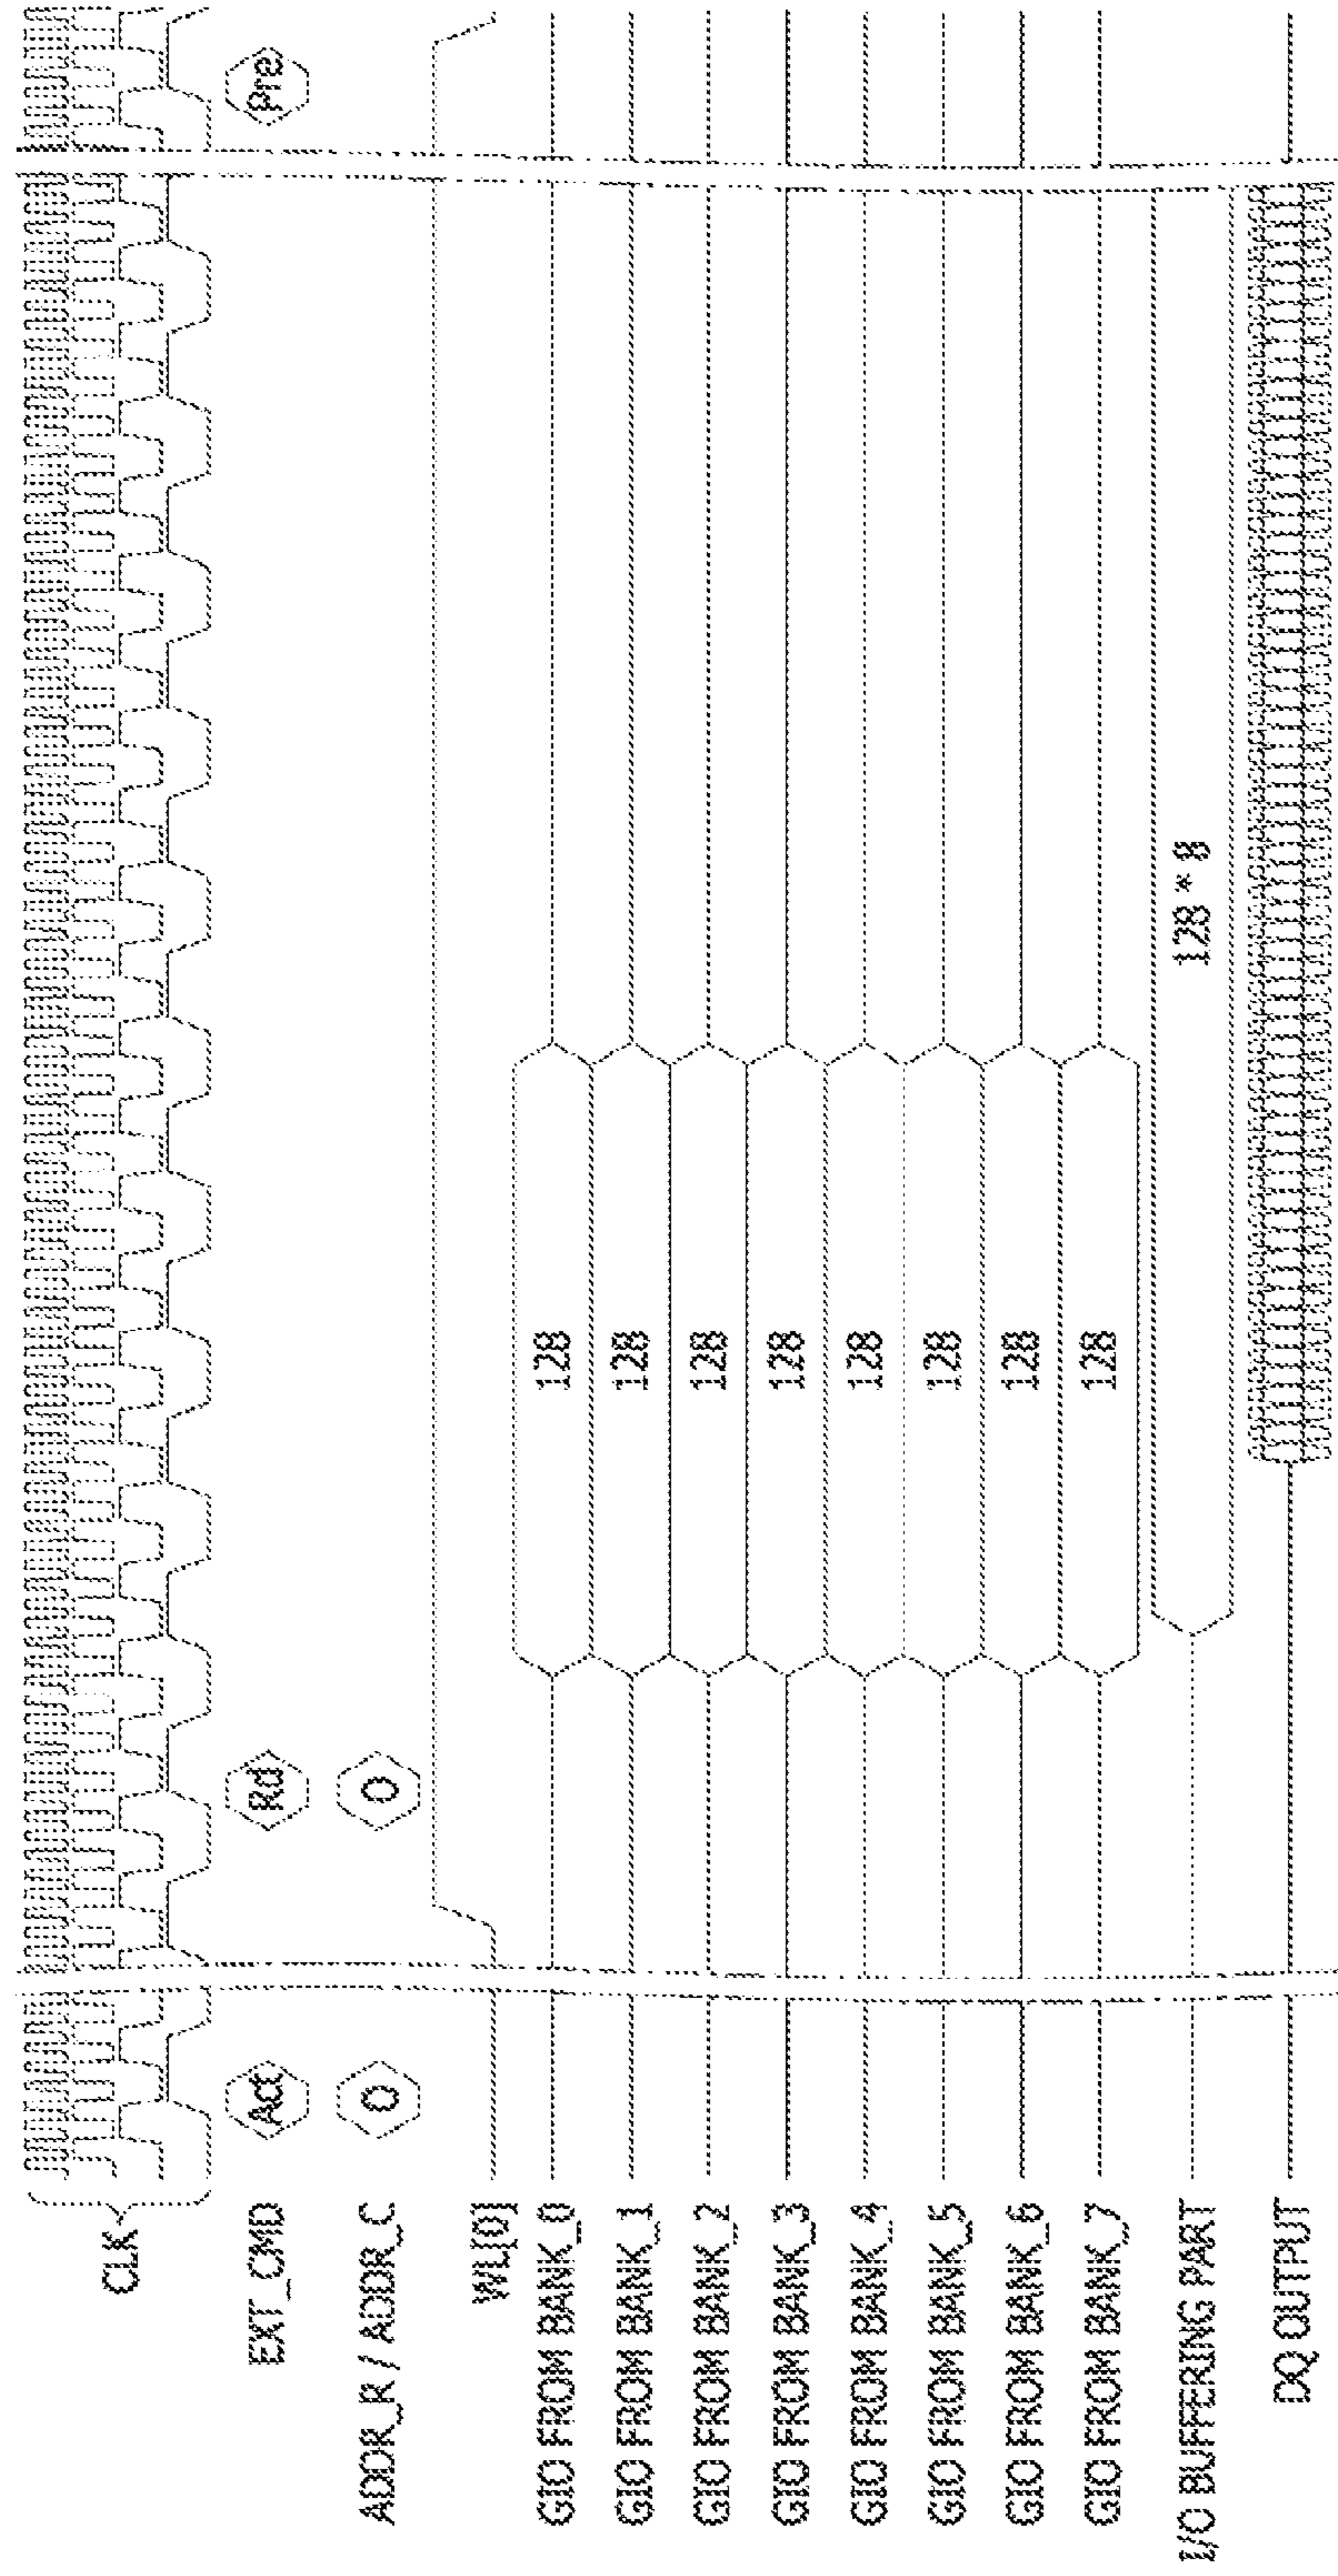 CLK
EXT_CMD Act Rd Pre
ADDR_R / ADDR_C 0 0
WL[0]
GIO FROM BANK_0 128
GIO FROM BANK_1 128
GIO FROM BANK_2 128
GIO FROM BANK_3 128
GIO FROM BANK_4 128
GIO FROM BANK_5 128
GIO FROM BANK_6 128
GIO FROM BANK_7 128
I/O BUFFERING PART 128 * 8
DQ OUTPUT